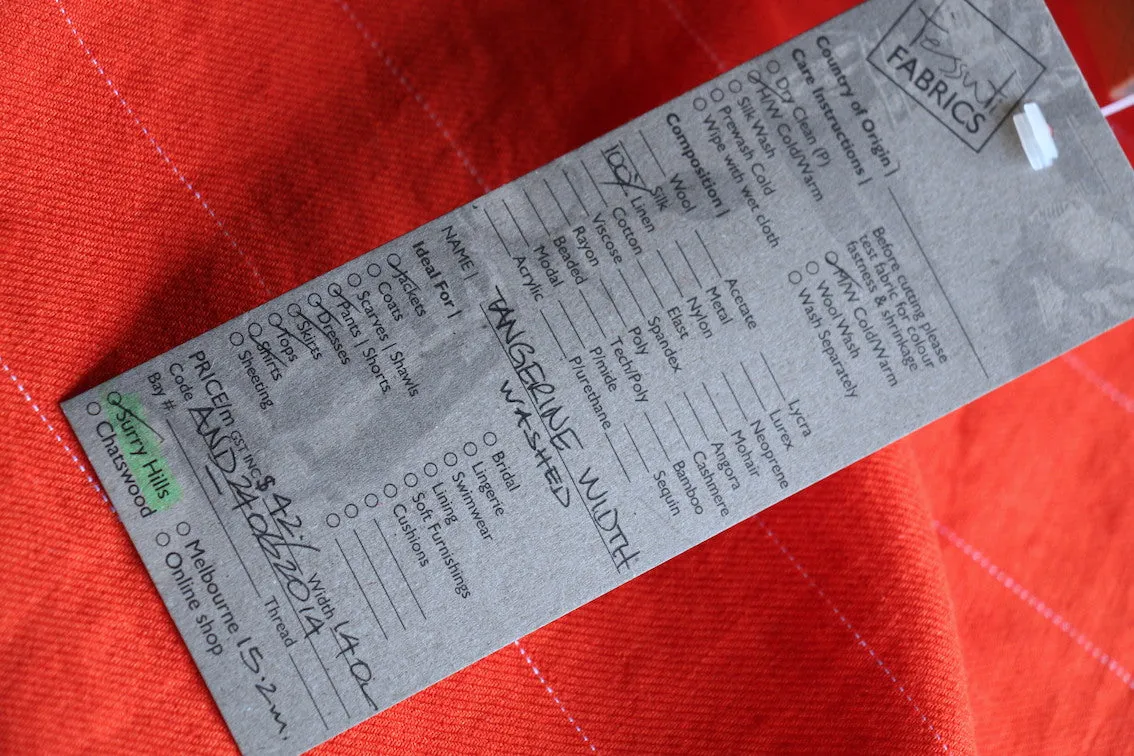 Tessuti
FABRICS
Country of Origin |
Care Instructions |
Dry Clean (P)
H/W Cold/Warm
Silk Wash
Prewash Cold
Wipe with wet cloth
Before cutting please
test fabric for colour
fastness & shrinkage
H/W Cold/Warm
Wool Wash
Wash Separately
Composition |
Wool Acetate Lycra
Silk Metal Lurex
100% Linen Nylon Neoprene
Cotton Elast Mohair
Viscose Spandex Angora
Rayon Poly Cashmere
Beaded Tech/Poly Bamboo
Modal P/mide Sequin
Acrylic P/urethane
NAME | TANGERINE WIDTH
WASHED
Ideal For |
Jackets Bridal
Coats Lingerie
Scarves | Shawls Swimwear
Pants | Shorts Lining
Dresses Soft Furnishings
Skirts Cushions
Tops
Shirts
Sheeting
PRICE/m GST INC $ 42.- Width 140
Code AND240622014
Bay # Thread
Surry Hills Melbourne 15.2m,
Chatswood Online shop